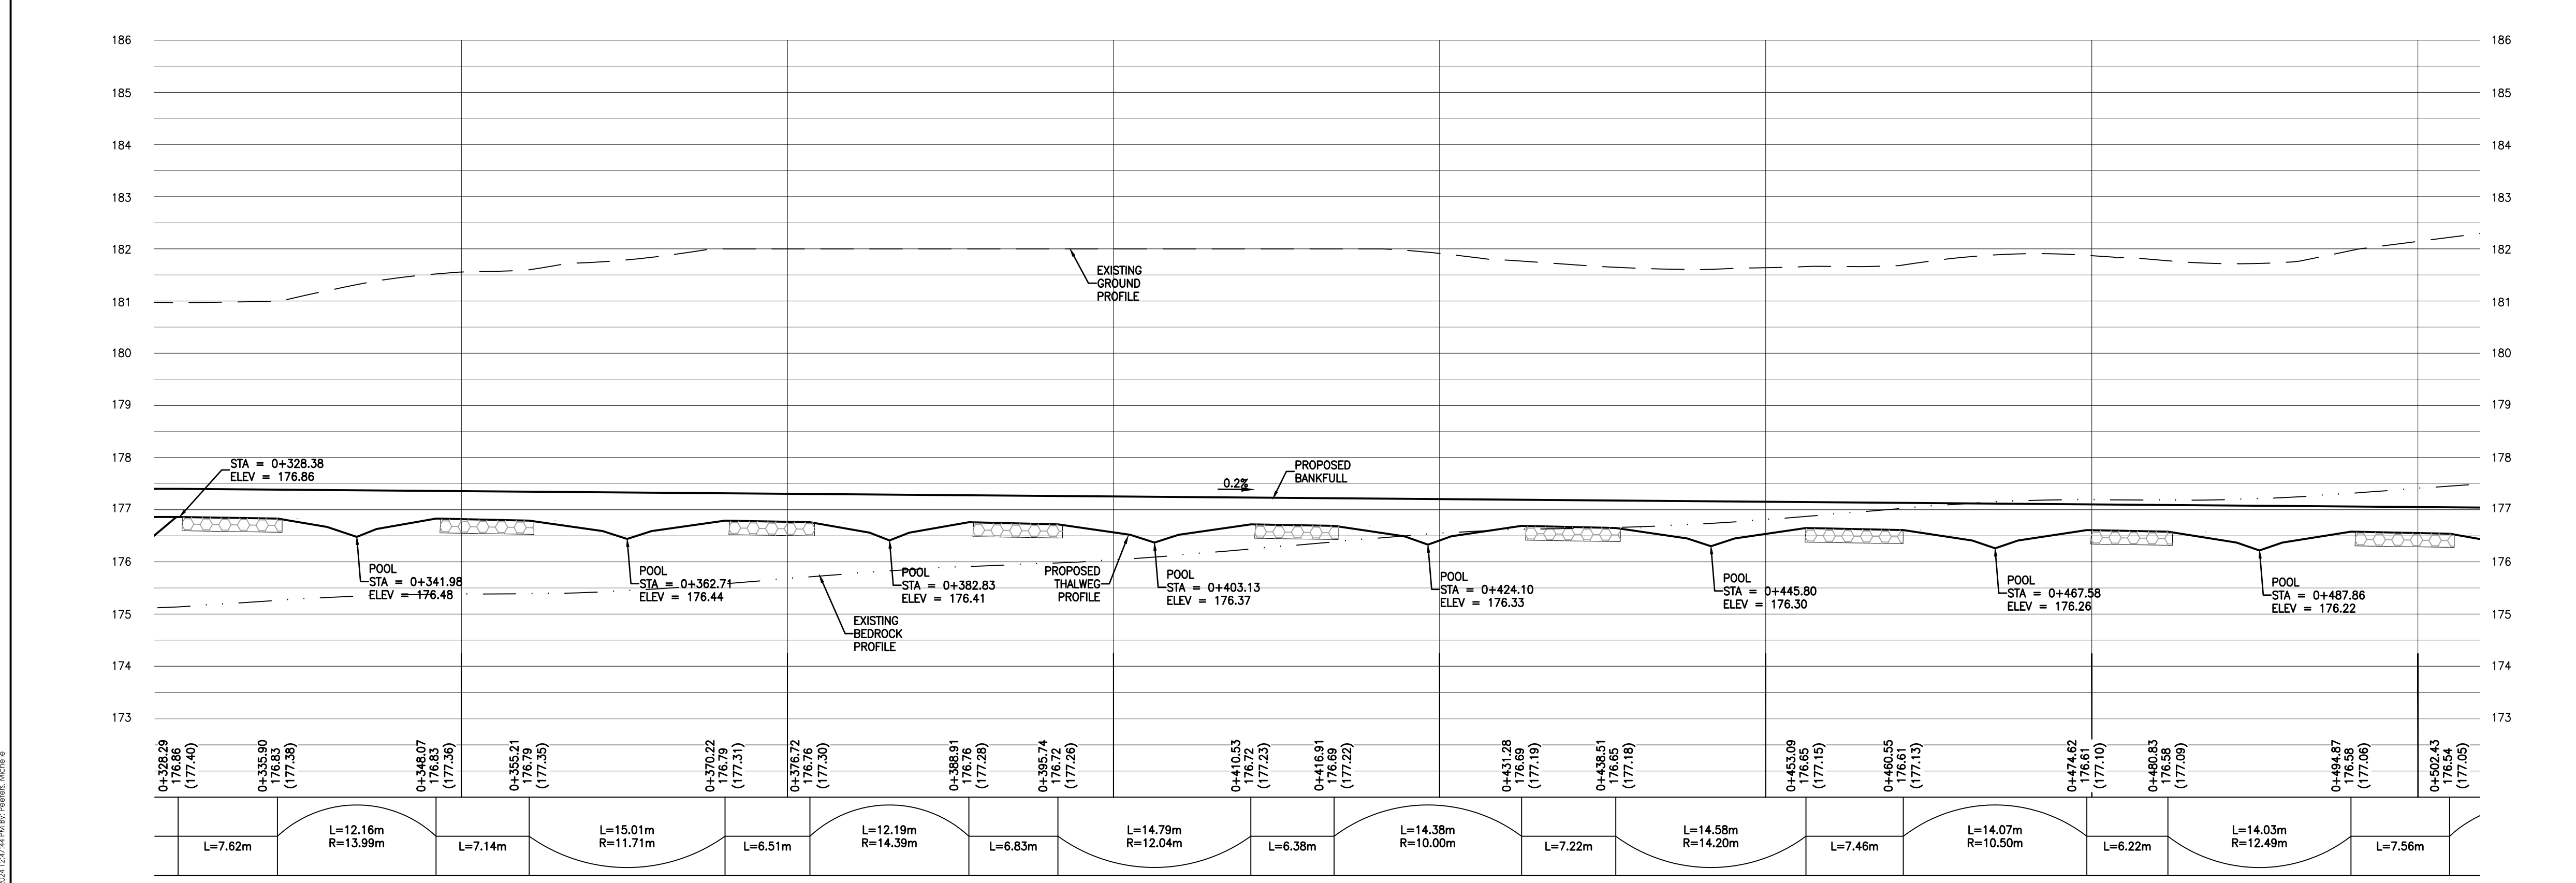 186
186
185
185
184
184
183
183
182
182
181
181
180
180
179
179
178
178
177
177
176
176
175
175
174
174
173
173
EXISTING
GROUND
PROFILE
STA = 0+328.38
ELEV = 176.86
PROPOSED
BANKFULL
0.2%
POOL
STA = 0+341.98
ELEV = 176.48
POOL
STA = 0+362.71
ELEV = 176.44
POOL
STA = 0+382.83
ELEV = 176.41
PROPOSED
THALWEG
PROFILE
POOL
STA = 0+403.13
ELEV = 176.37
POOL
STA = 0+424.10
ELEV = 176.33
POOL
STA = 0+445.80
ELEV = 176.30
POOL
STA = 0+467.58
ELEV = 176.26
POOL
STA = 0+487.86
ELEV = 176.22
EXISTING
BEDROCK
PROFILE
0+328.29
176.86
(177.40)
0+335.90
176.83
(177.38)
0+348.07
176.83
(177.36)
0+355.21
176.79
(177.35)
0+370.22
176.79
(177.31)
0+376.72
176.76
(177.30)
0+388.91
176.76
(177.28)
0+395.74
176.72
(177.26)
0+410.53
176.72
(177.23)
0+416.91
176.69
(177.22)
0+431.28
176.69
(177.19)
0+438.51
176.65
(177.18)
0+453.09
176.65
(177.15)
0+460.55
176.61
(177.13)
0+474.62
176.61
(177.10)
0+480.83
176.58
(177.09)
0+494.87
176.58
(177.06)
0+502.43
176.54
(177.05)
L=7.62m
L=12.16m
R=13.99m
L=7.14m
L=15.01m
R=11.71m
L=6.51m
L=12.19m
R=14.39m
L=6.83m
L=14.79m
R=12.04m
L=6.38m
L=14.38m
R=10.00m
L=7.22m
L=14.58m
R=14.20m
L=7.46m
L=14.07m
R=10.50m
L=6.22m
L=14.03m
R=12.49m
L=7.56m
2024 12:47:44 PM By: Peeters, Michelle